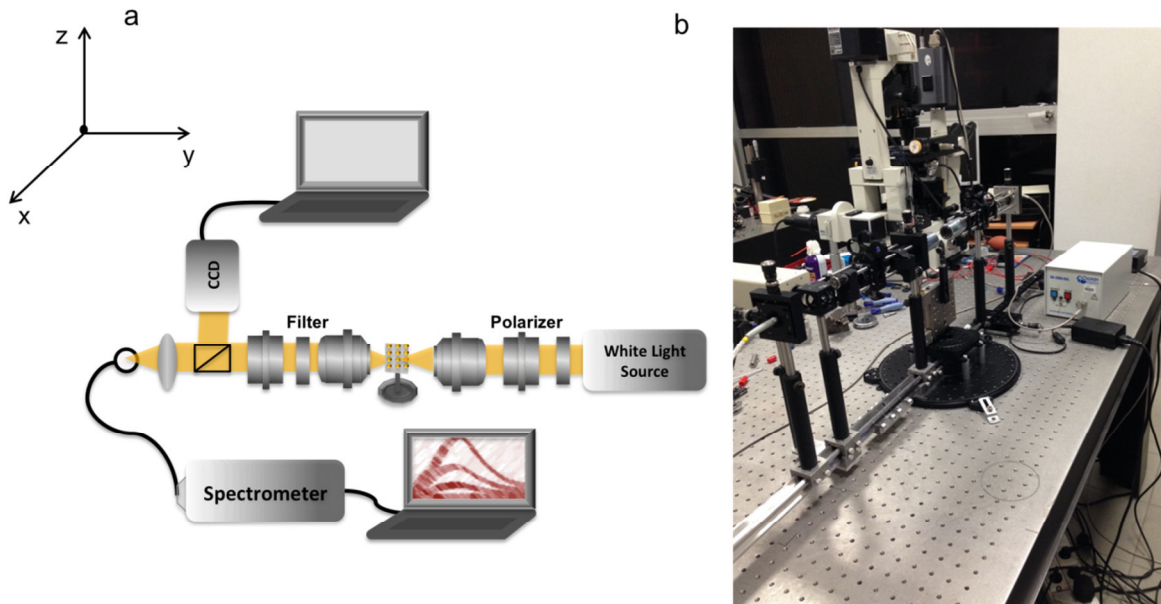 a
z
y
x
CCD
Filter
Polarizer
White Light
Source
Spectrometer
b